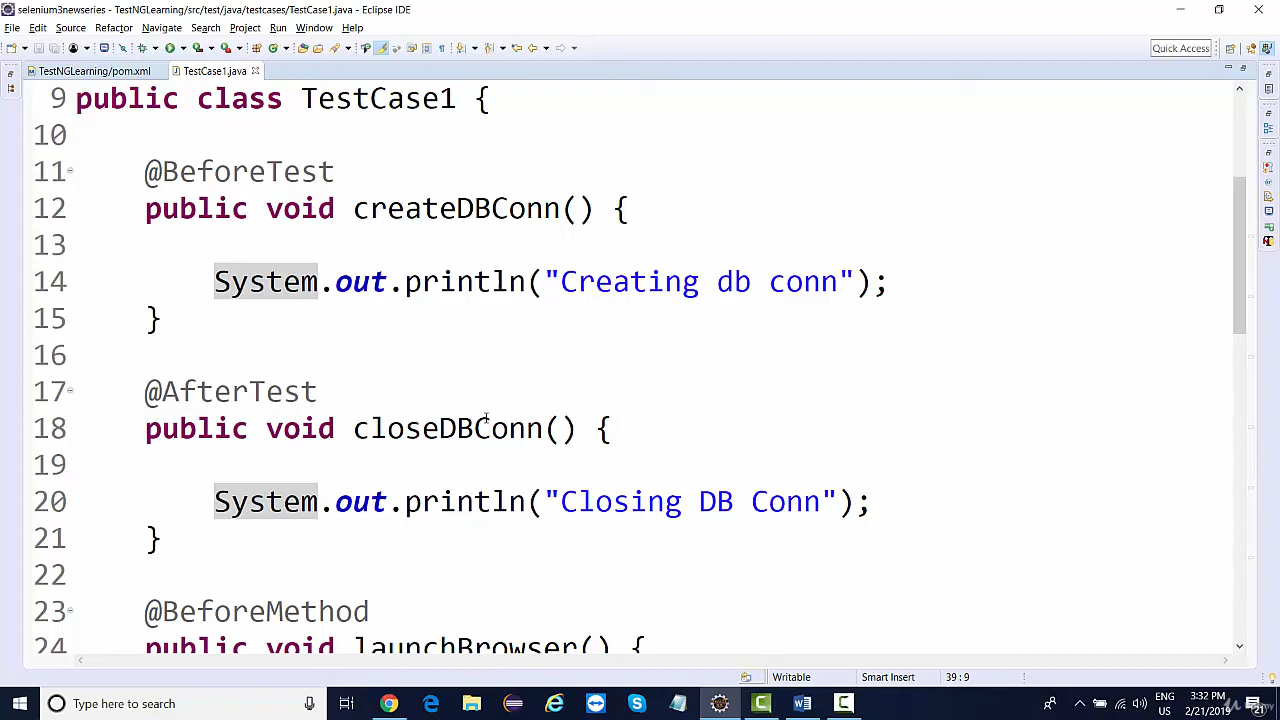 selenium3newseries - TestNGLearning/src/test/java/testcases/TestCase1.java - Eclipse IDE
File Edit Source Refactor Navigate Search Project Run Window Help
Quick Access
TestNGLearning/pom.xml TestCase1.java
9 public class TestCase1 {
10
11 @BeforeTest
12 public void createDBConn() {
13
14 System.out.println("Creating db conn");
15 }
16
17 @AfterTest
18 public void closeDBConn() {
19
20 System.out.println("Closing DB Conn");
21 }
22
23 @BeforeMethod
24 public void launchBrowser() {
Writable Smart Insert 39 : 9
Type here to search
ENG 3:32 PM
US 2/21/2019